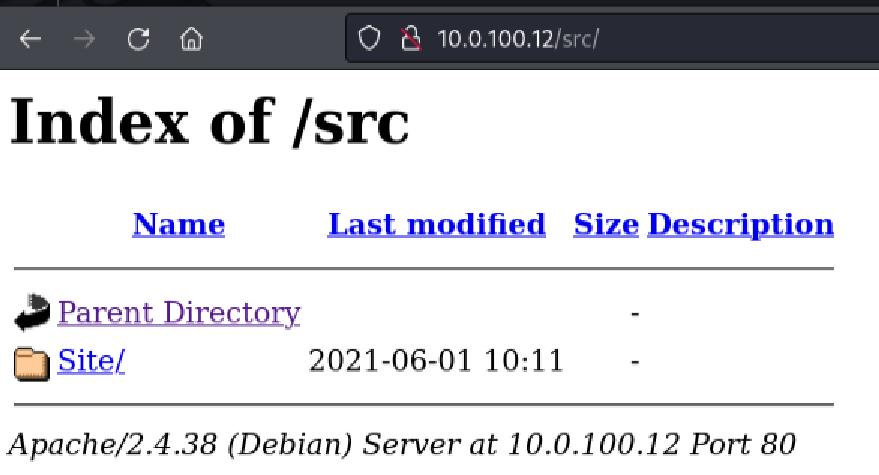 10.0.100.12/src/
Index of /src
Name Last modified Size Description
Parent Directory -
Site/ 2021-06-01 10:11 -
Apache/2.4.38 (Debian) Server at 10.0.100.12 Port 80